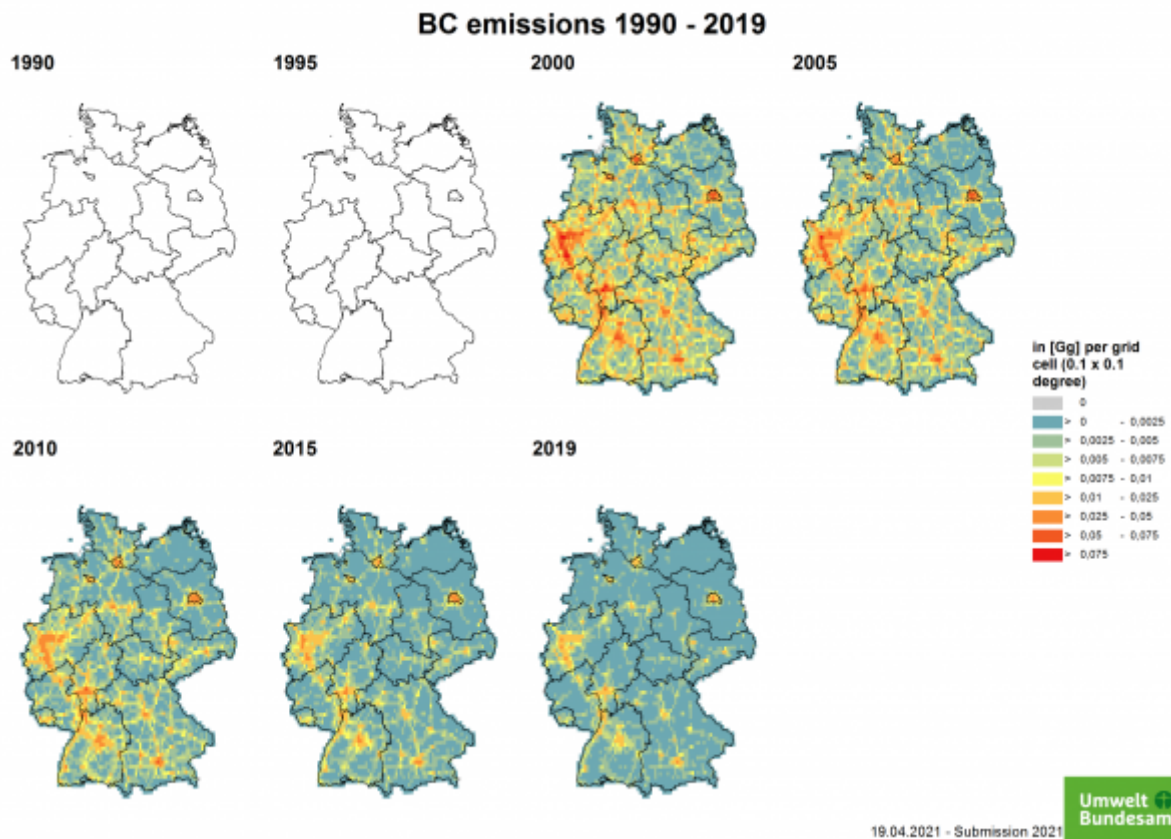 BC emissions 1990 - 2019
1990
1995
2000
2005
in [Gg] per grid
cell (0.1 x 0.1
degree)
0
> 0 - 0,0025
> 0,0025 - 0,005
> 0,005 - 0,0075
> 0,0075 - 0,01
> 0,01 - 0,025
> 0,025 - 0,05
> 0,05 - 0,075
> 0,075
2010
2015
2019
Umwelt
Bundesam
19.04.2021 - Submission 2021